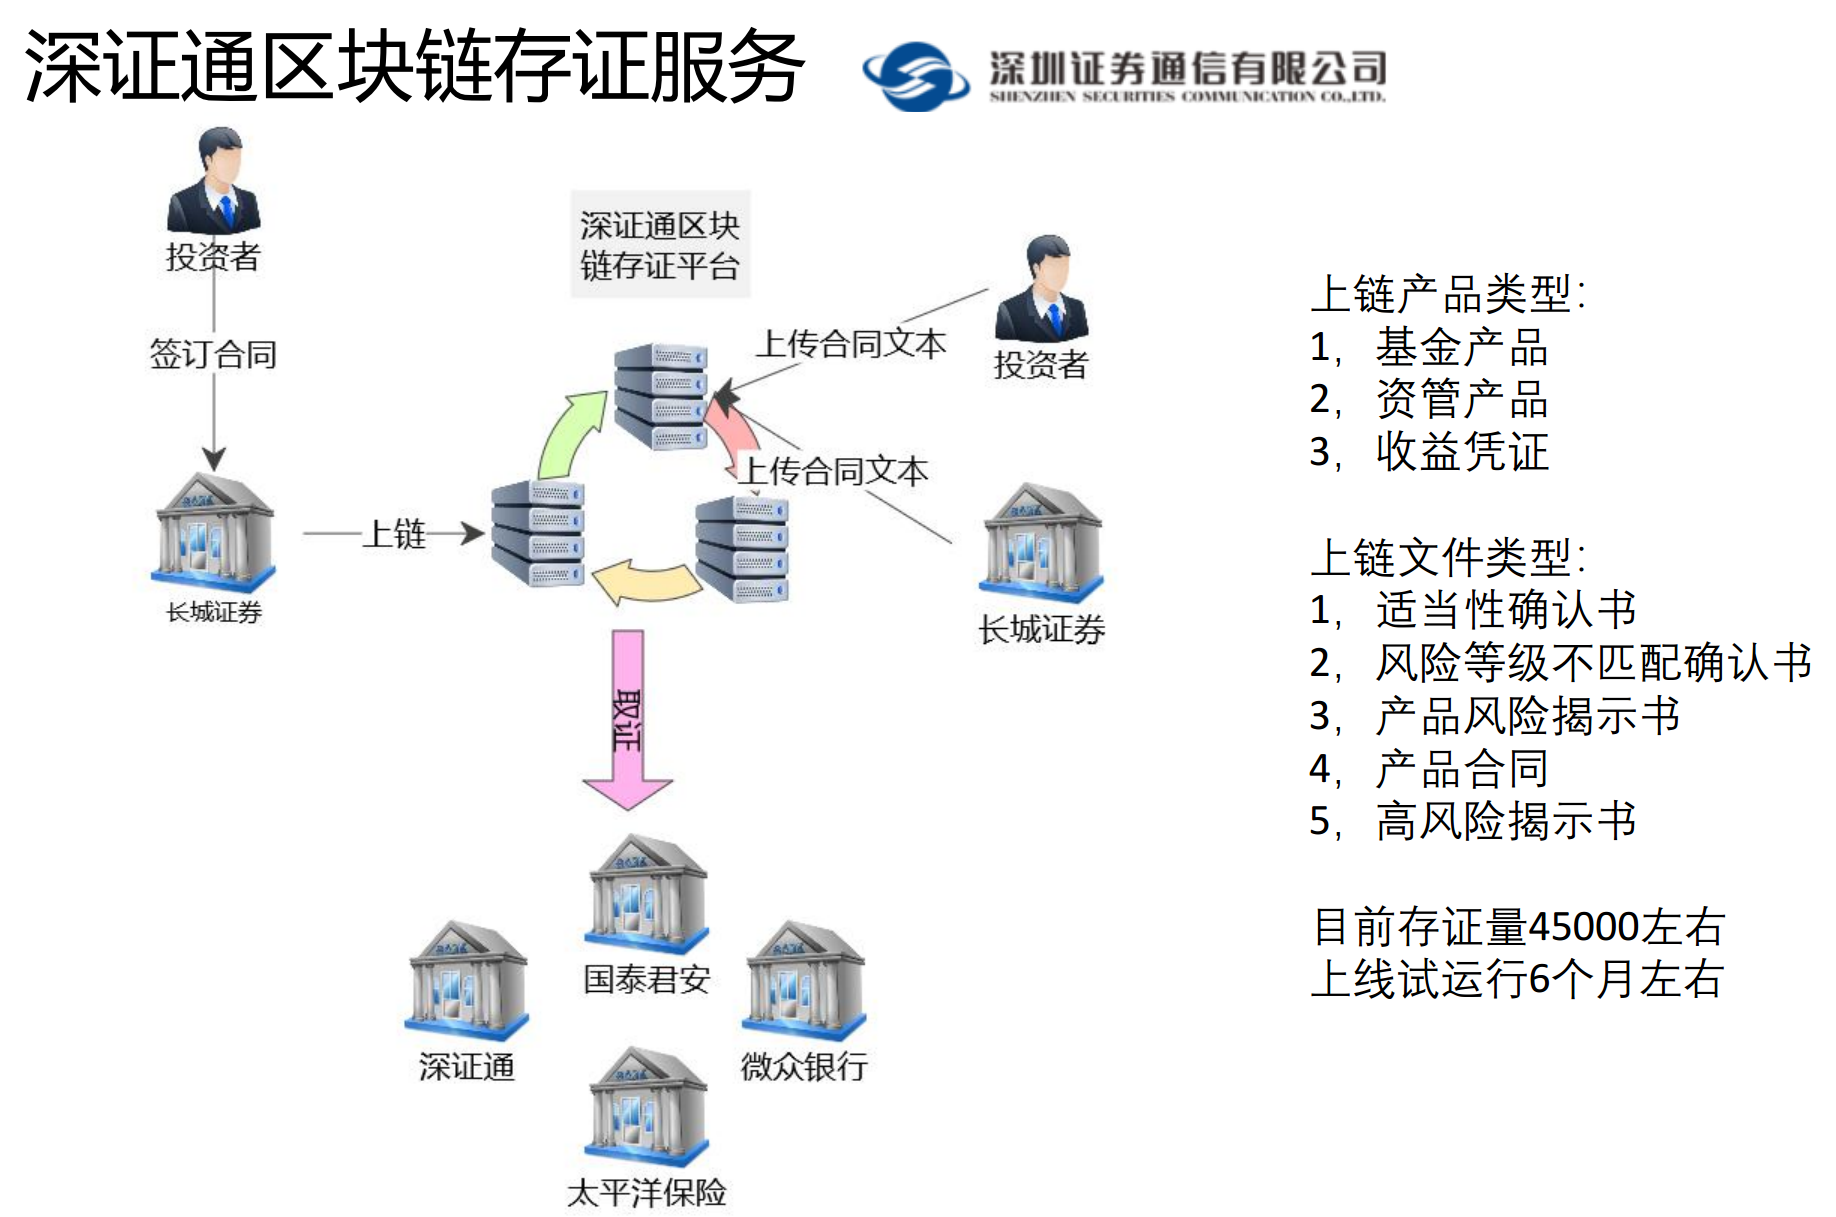 深证通区块链存证服务
深圳证券通信有限公司
SHENZHEN SECURITIES COMMUNICATION CO.,LTD.
投资者
签订合同
长城证券
上链
深证通区块
链存证平台
上传合同文本
投资者
上传合同文本
长城证券
取证
国泰君安
深证通
微众银行
太平洋保险
上链产品类型：
1， 基金产品
2， 资管产品
3， 收益凭证
上链文件类型：
1， 适当性确认书
2， 风险等级不匹配确认书
3， 产品风险揭示书
4， 产品合同
5， 高风险揭示书
目前存证量45000左右
上线试运行6个月左右